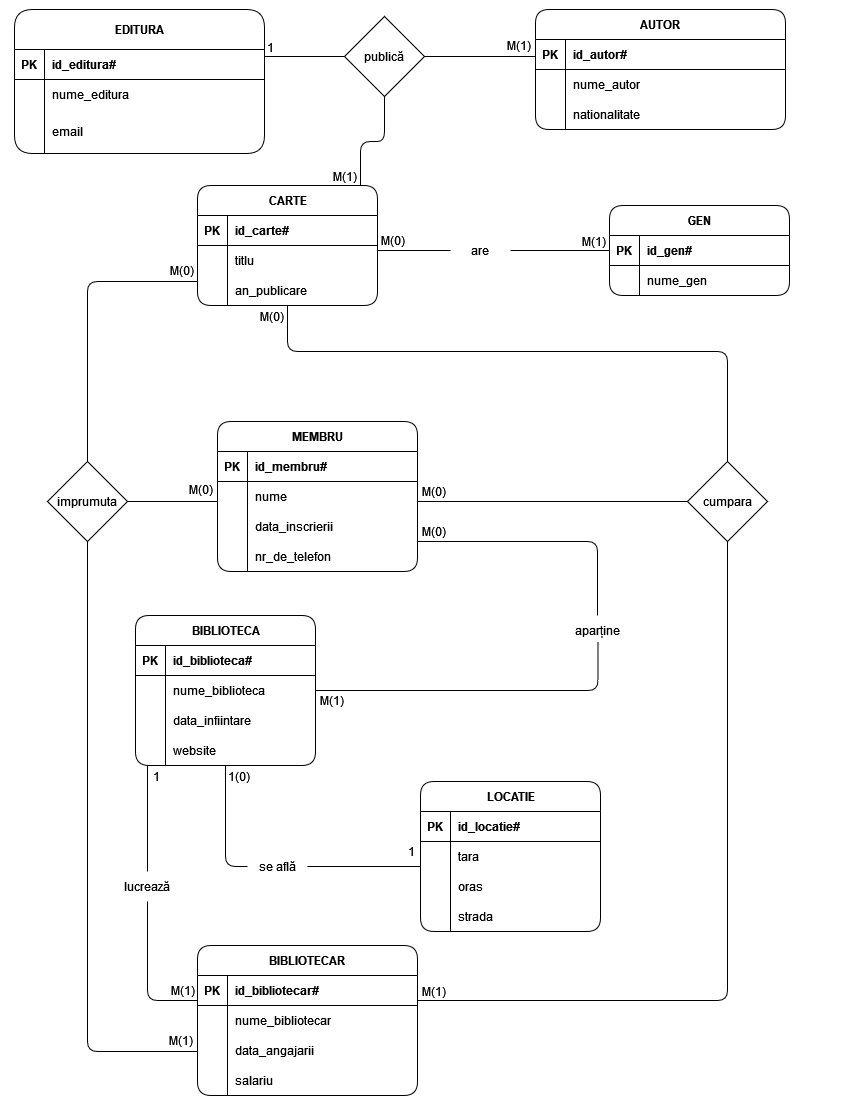 EDITURA
PK id_editura#
nume_editura
email
1
publică
M(1)
AUTOR
PK id_autor#
nume_autor
nationalitate
M(1)
CARTE
PK id_carte#
titlu
an_publicare
M(0)
are
M(1)
GEN
PK id_gen#
nume_gen
M(0)
M(0)
MEMBRU
PK id_membru#
nume
data_inscrierii
nr_de_telefon
imprumuta
M(0)
M(0)
cumpara
M(0)
aparține
BIBLIOTECA
PK id_biblioteca#
nume_biblioteca
data_infiintare
website
M(1)
1
1(0)
se află
1
LOCATIE
PK id_locatie#
tara
oras
strada
lucrează
BIBLIOTECAR
M(1)
PK id_bibliotecar#
nume_bibliotecar
data_angajarii
salariu
M(1)
M(1)